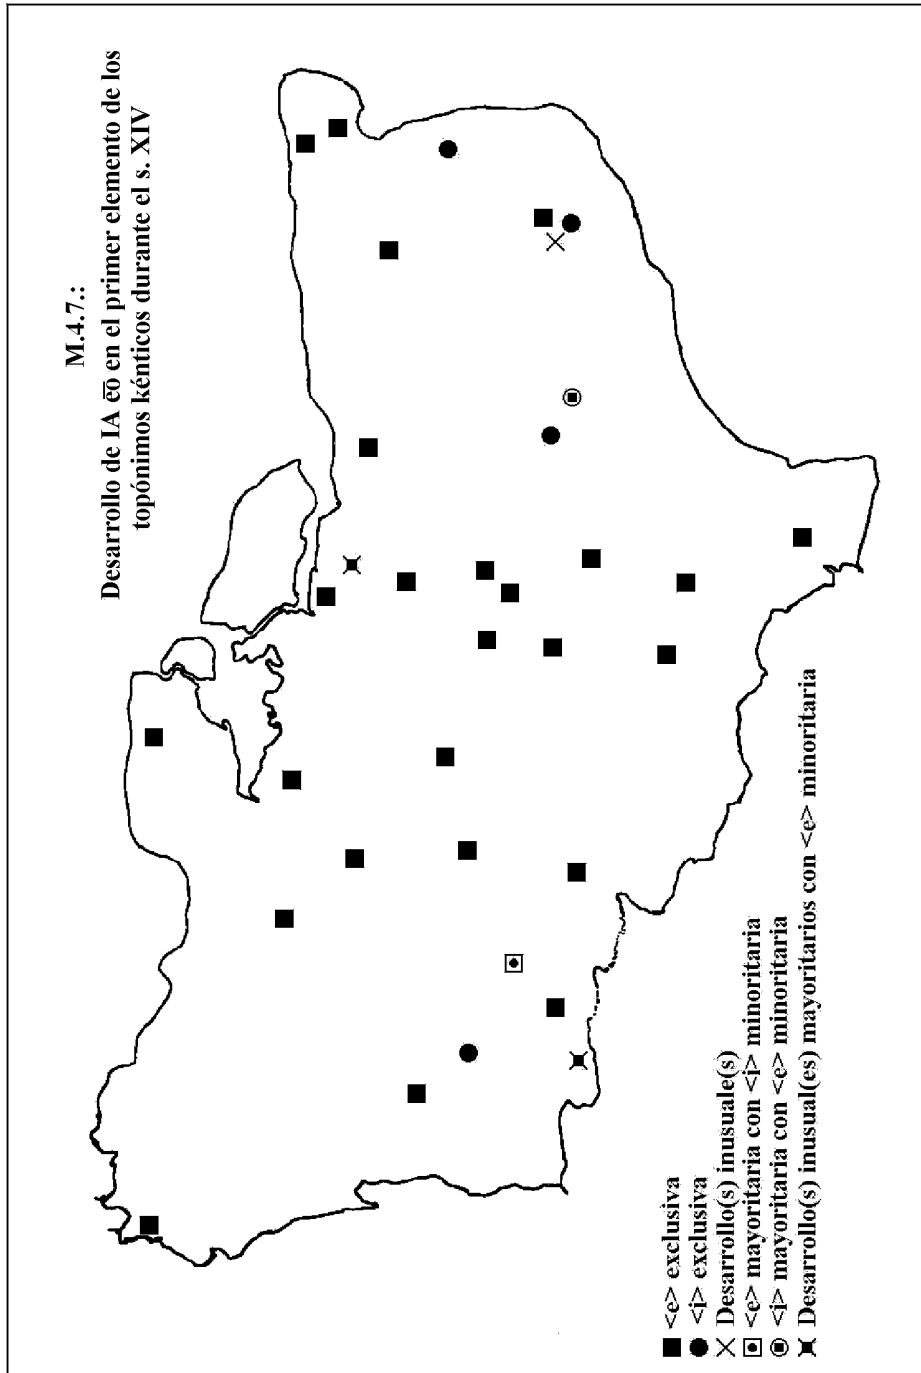 M.4.7.:
Desarrollo de IA e͞o en el primer elemento de los
topónimos kénticos durante el s. XIV
<e> exclusiva
<i> exclusiva
Desarrollo(s) inusuale(s)
<e> mayoritaria con <i> minoritaria
<i> mayoritaria con <e> minoritaria
Desarrollo(s) inusual(es) mayoritarios con <e> minoritaria